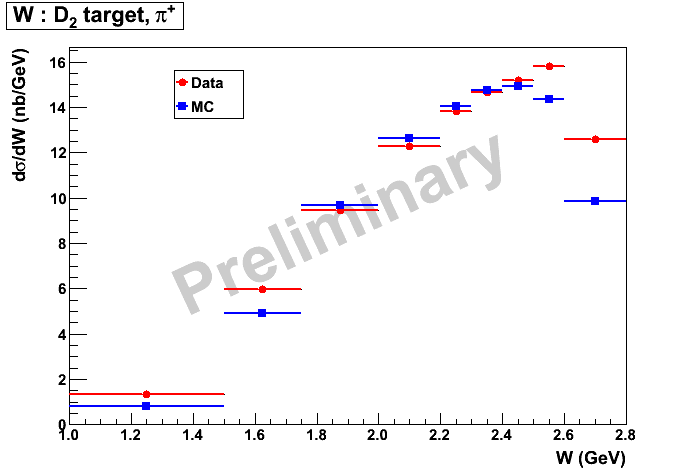 W : D2 target, π+
dσ/dW (nb/GeV)
16
14
12
10
8
6
4
2
0
Data
MC
Preliminary
1.0 1.2 1.4 1.6 1.8 2.0 2.2 2.4 2.6 2.8
W (GeV)